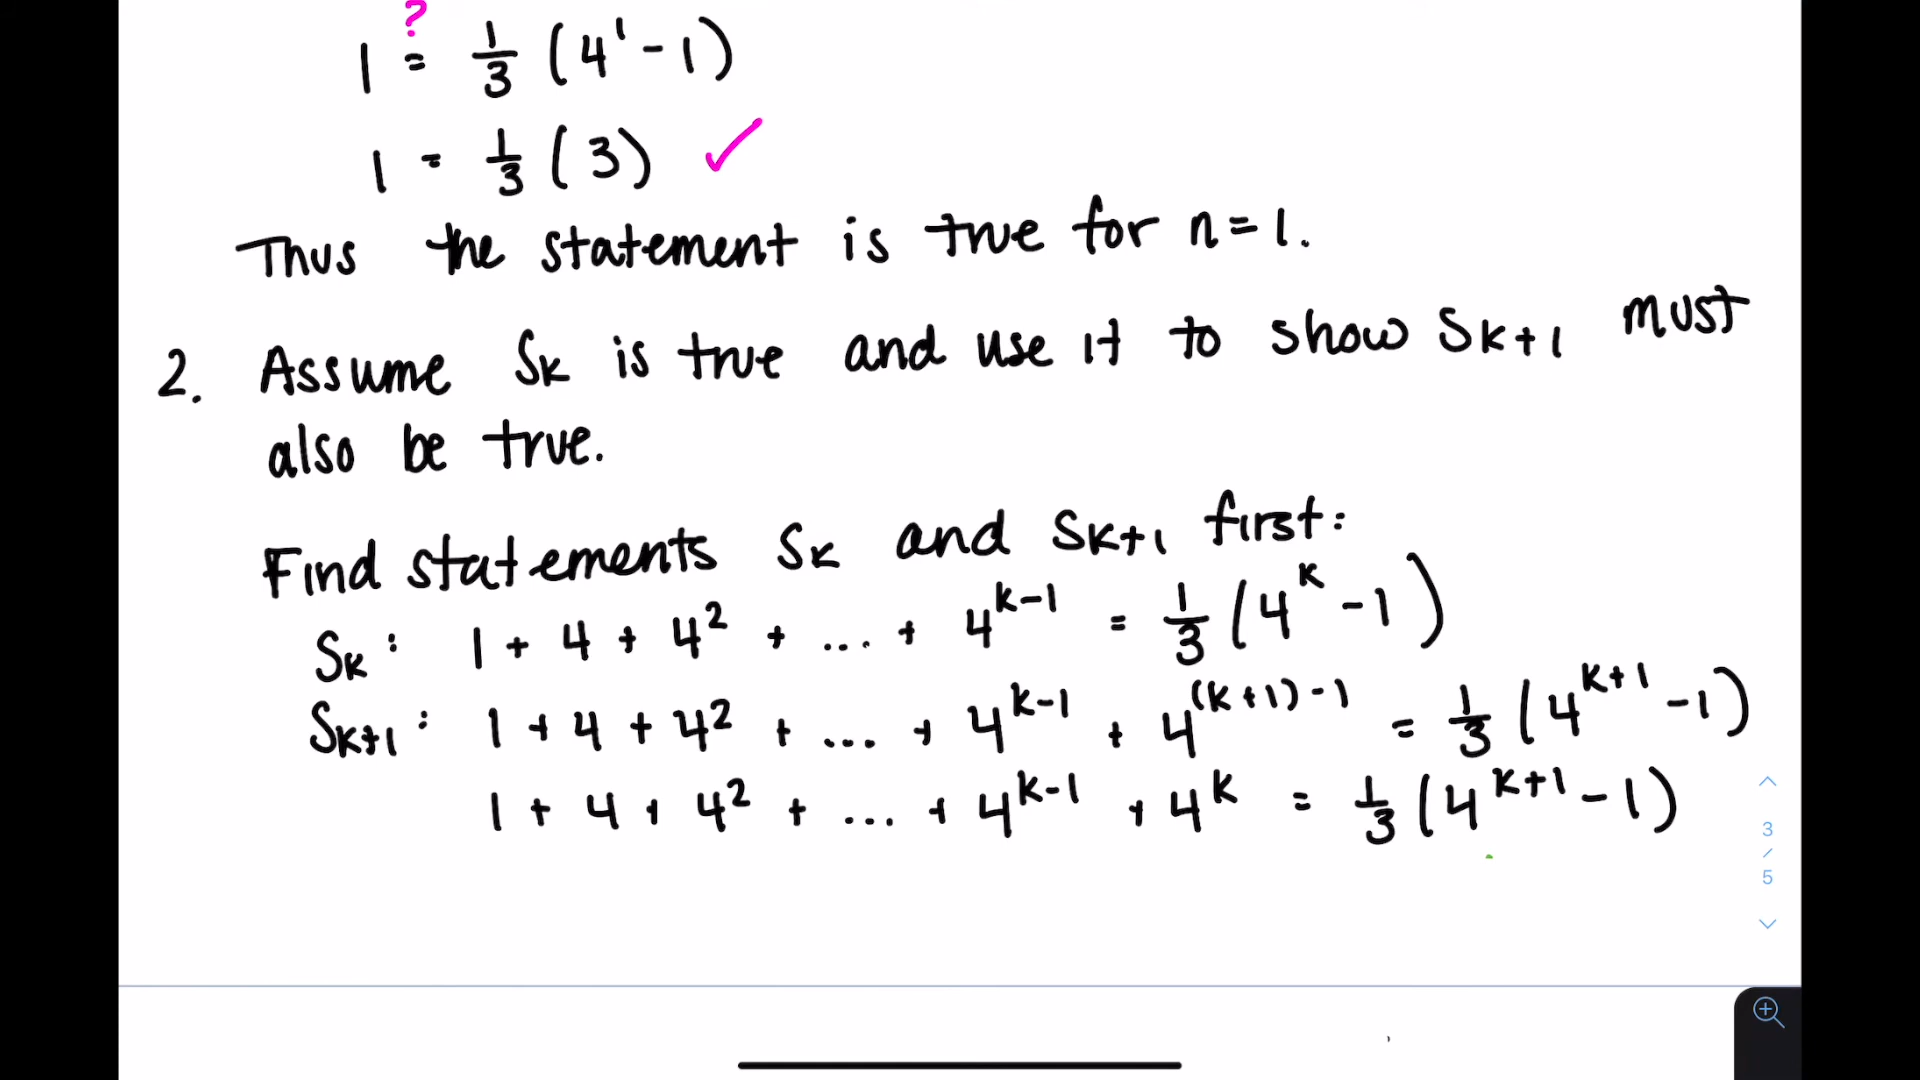 ?
1 = 1/3 (4¹ - 1)
1 = 1/3 (3) ✓
Thus the statement is true for n = 1.
2. Assume Sₖ is true and use it to show Sₖ₊₁ must
also be true.
Find statements Sₖ and Sₖ₊₁ first:
Sₖ : 1 + 4 + 4² + ... + 4^(k-1) = 1/3 (4^k - 1)
Sₖ₊₁ : 1 + 4 + 4² + ... + 4^(k-1) + 4^((k+1)-1) = 1/3 (4^(k+1) - 1)
1 + 4 + 4² + ... + 4^(k-1) + 4^k = 1/3 (4^(k+1) - 1)
3
/
5